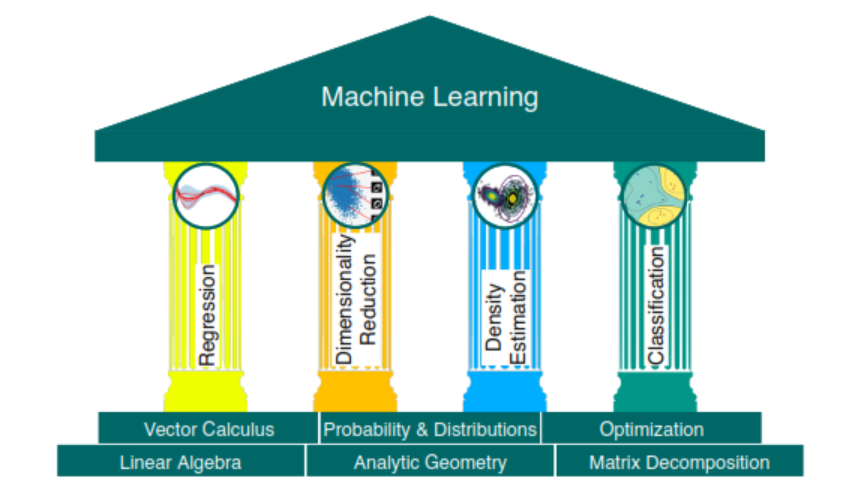 Machine Learning
Regression
Dimensionality
Reduction
Density
Estimation
Classification
Vector Calculus
Probability & Distributions
Optimization
Linear Algebra
Analytic Geometry
Matrix Decomposition